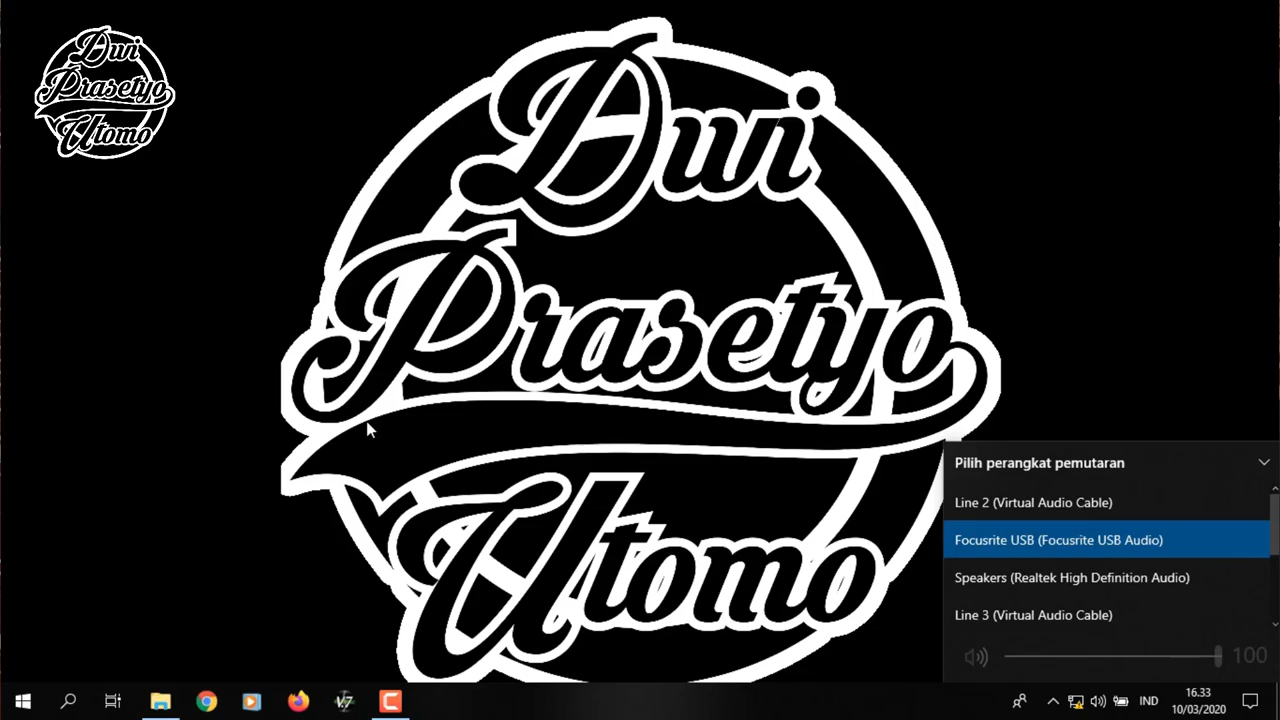 Dwi
Prasetyo
Utomo
Dwi
Prasetyo
Utomo
Pilih perangkat pemutaran
Line 2 (Virtual Audio Cable)
Focusrite USB (Focusrite USB Audio)
Speakers (Realtek High Definition Audio)
Line 3 (Virtual Audio Cable)
100
V7
IND
16.33
10/03/2020